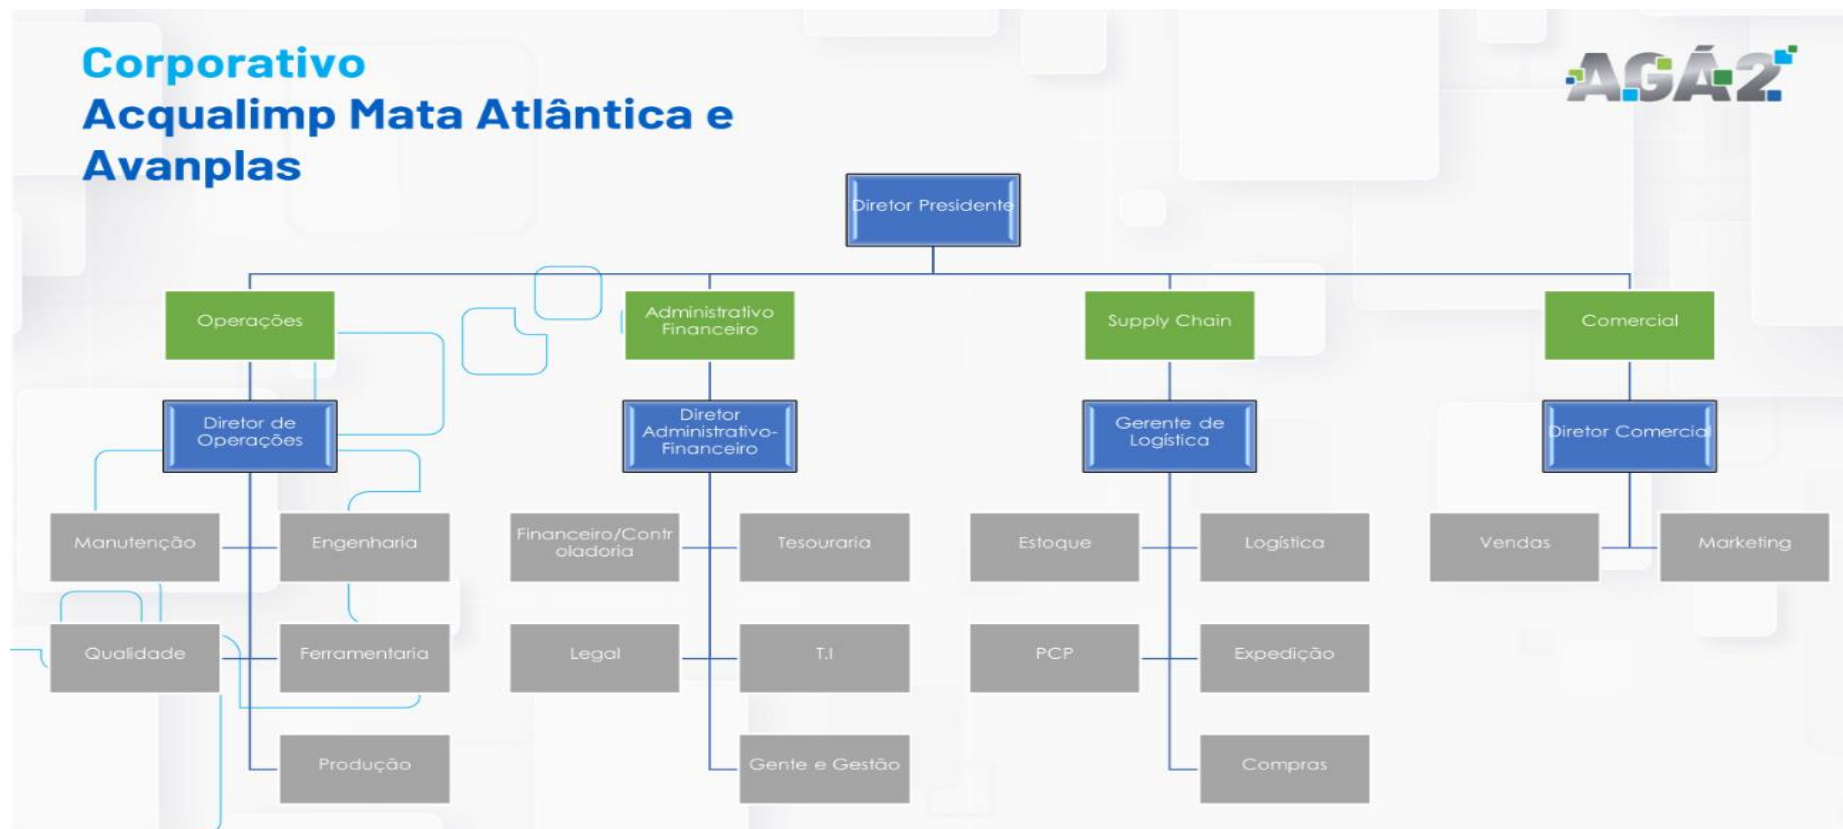 Corporativo
Acqualimp Mata Atlântica e
Avanplas
AGÁ2
Diretor Presidente
Operações
Administrativo
Financeiro
Supply Chain
Comercial
Diretor de
Operações
Diretor
Administrativo-
Financeiro
Gerente de
Logística
Diretor Comercial
Manutenção
Engenharia
Financeiro/Contr
oladoria
Tesouraria
Estoque
Logística
Vendas
Marketing
Qualidade
Ferramentaria
Legal
T.I
PCP
Expedição
Produção
Gente e Gestão
Compras